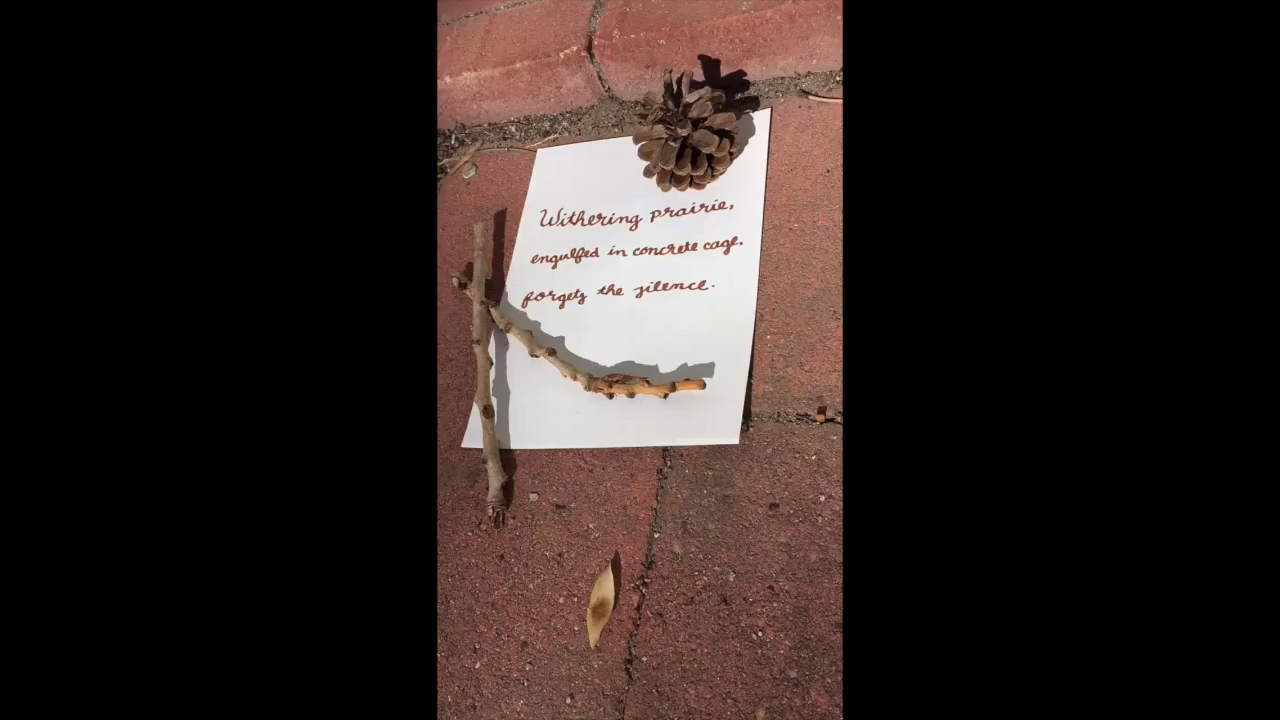 Withering prairie,
engulfed in concrete cage,
forgets the silence.